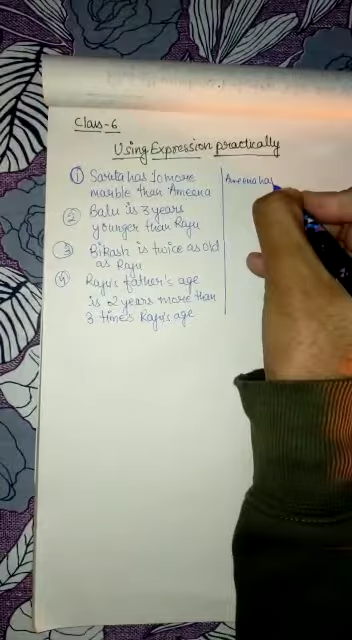 Class-6
Using Expression practically
① Sarita has 10 more
marble than Ameena
② Balu is 3 years
younger than Raju
③ Bikash is twice as old
as Raju
④ Raju's father's age
is 2 years more than
3 times Raju's age
Ameena has